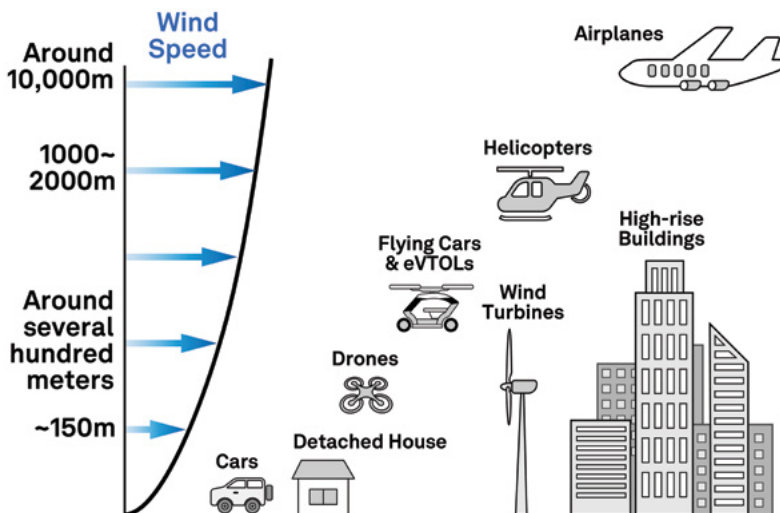 Wind
Speed
Around
10,000m
1000~
2000m
Around
several
hundred
meters
~150m
Airplanes
Helicopters
High-rise
Buildings
Flying Cars
& eVTOLs
Wind
Turbines
Drones
Detached House
Cars